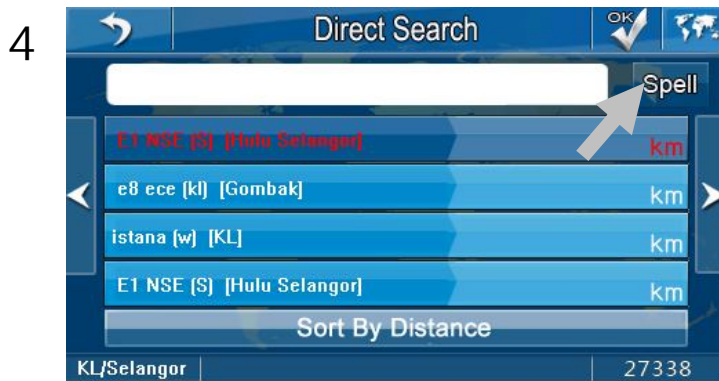 4
Direct Search OK
Spell
E1 NSE (S) [Hulu Selangor] km
e8 ece (kl) [Gombak] km
istana (w) [KL] km
E1 NSE (S) [Hulu Selangor] km
Sort By Distance
KL/Selangor 27338